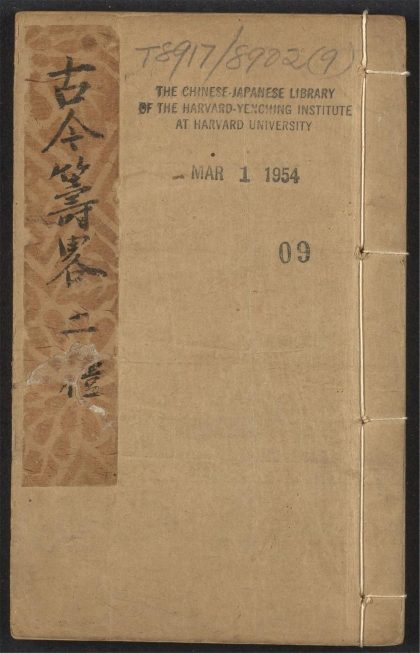 T8917/8902(9)
THE CHINESE-JAPANESE LIBRARY
OF THE HARVARD-YENCHING INSTITUTE
AT HARVARD UNIVERSITY
MAR 1 1954
09
古今籌畧 二